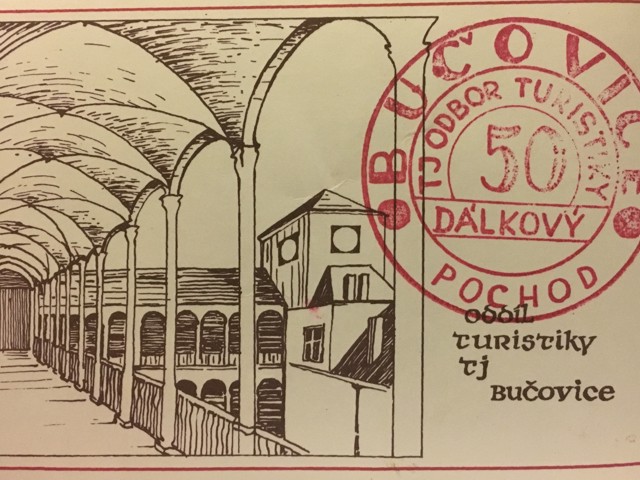 BUČOVICE
TJ ODBOR TURISTIKY
50
DÁLKOVÝ
POCHOD
ODDÍL
TURISTIKY
TJ
BUČOVICE